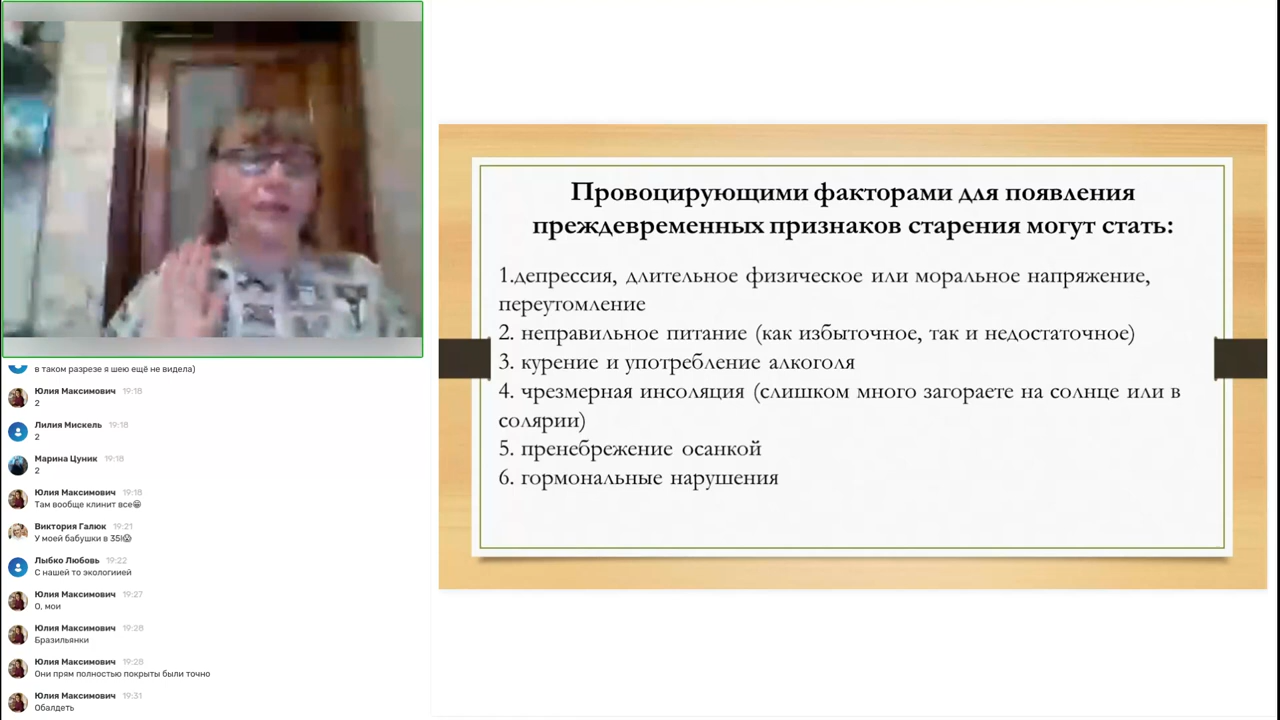 в таком разрезе я шею ещё не видела)
Юлия Максимович 19:18
2
Лилия Мискель 19:18
2
Марина Цуник 19:18
2
Юлия Максимович 19:18
Там вообще клинит все😁
Виктория Галюк 19:21
У моей бабушки в 35!😱
Лыбко Любовь 19:22
С нашей то экологиией
Юлия Максимович 19:27
О, мои
Юлия Максимович 19:28
Бразильянки
Юлия Максимович 19:28
Они прям полностью покрыты были точно
Юлия Максимович 19:31
Обалдеть
Провоцирующими факторами для появления
преждевременных признаков старения могут стать:
1.депрессия, длительное физическое или моральное напряжение,
переутомление
2. неправильное питание (как избыточное, так и недостаточное)
3. курение и употребление алкоголя
4. чрезмерная инсоляция (слишком много загораете на солнце или в
солярии)
5. пренебрежение осанкой
6. гормональные нарушения